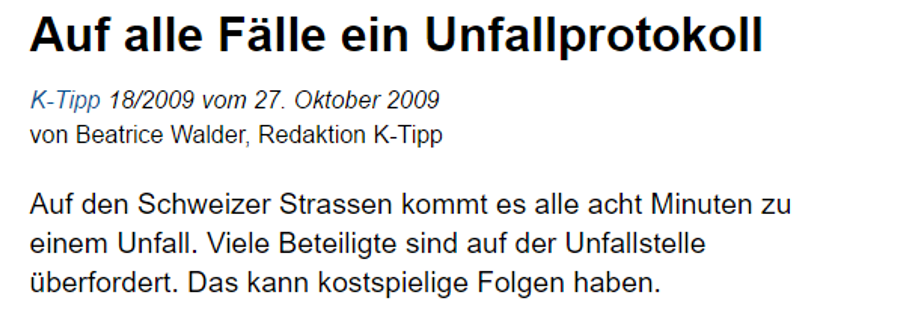 Auf alle Fälle ein Unfallprotokoll
K-Tipp 18/2009 vom 27. Oktober 2009
von Beatrice Walder, Redaktion K-Tipp
Auf den Schweizer Strassen kommt es alle acht Minuten zu
einem Unfall. Viele Beteiligte sind auf der Unfallstelle
überfordert. Das kann kostspielige Folgen haben.